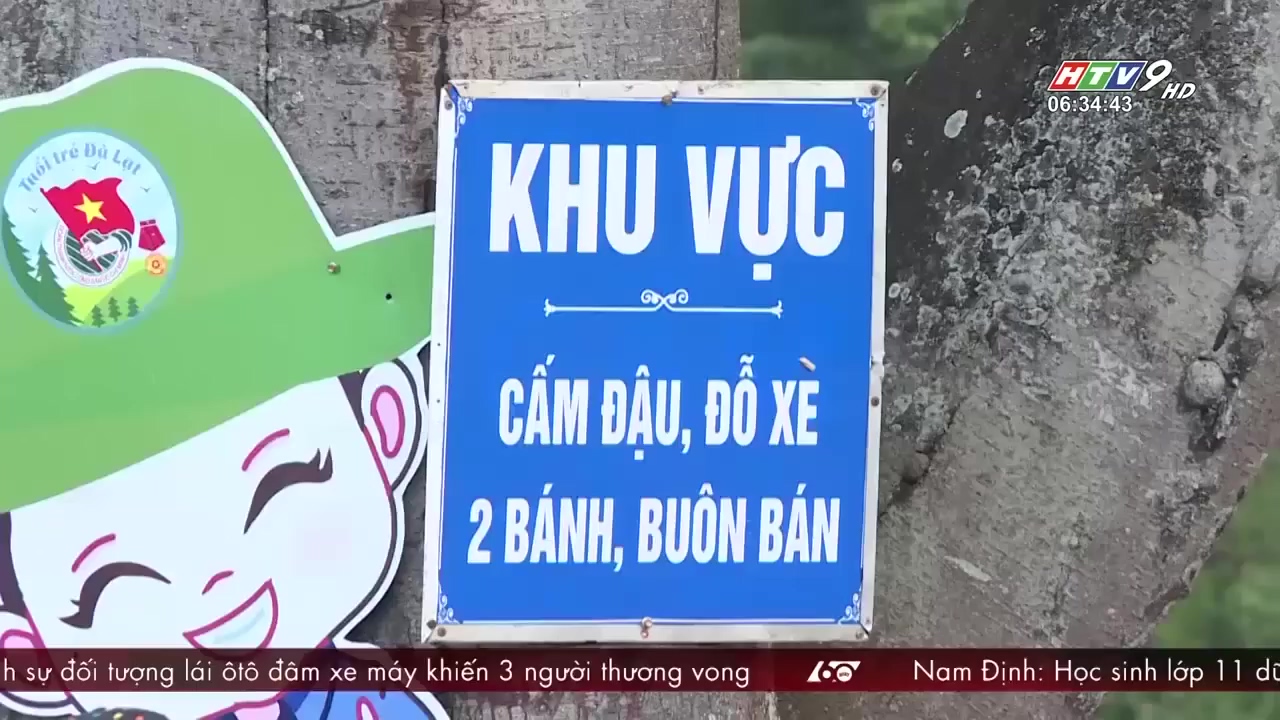 HTV9 HD
06:34:43
Tuổi trẻ Đà Lạt
KHU VỰC
CẤM ĐẬU, ĐỖ XE
2 BÁNH, BUÔN BÁN
sự đối tượng lái ôtô đâm xe máy khiến 3 người thương vong
60 giây
Nam Định: Học sinh lớp 11